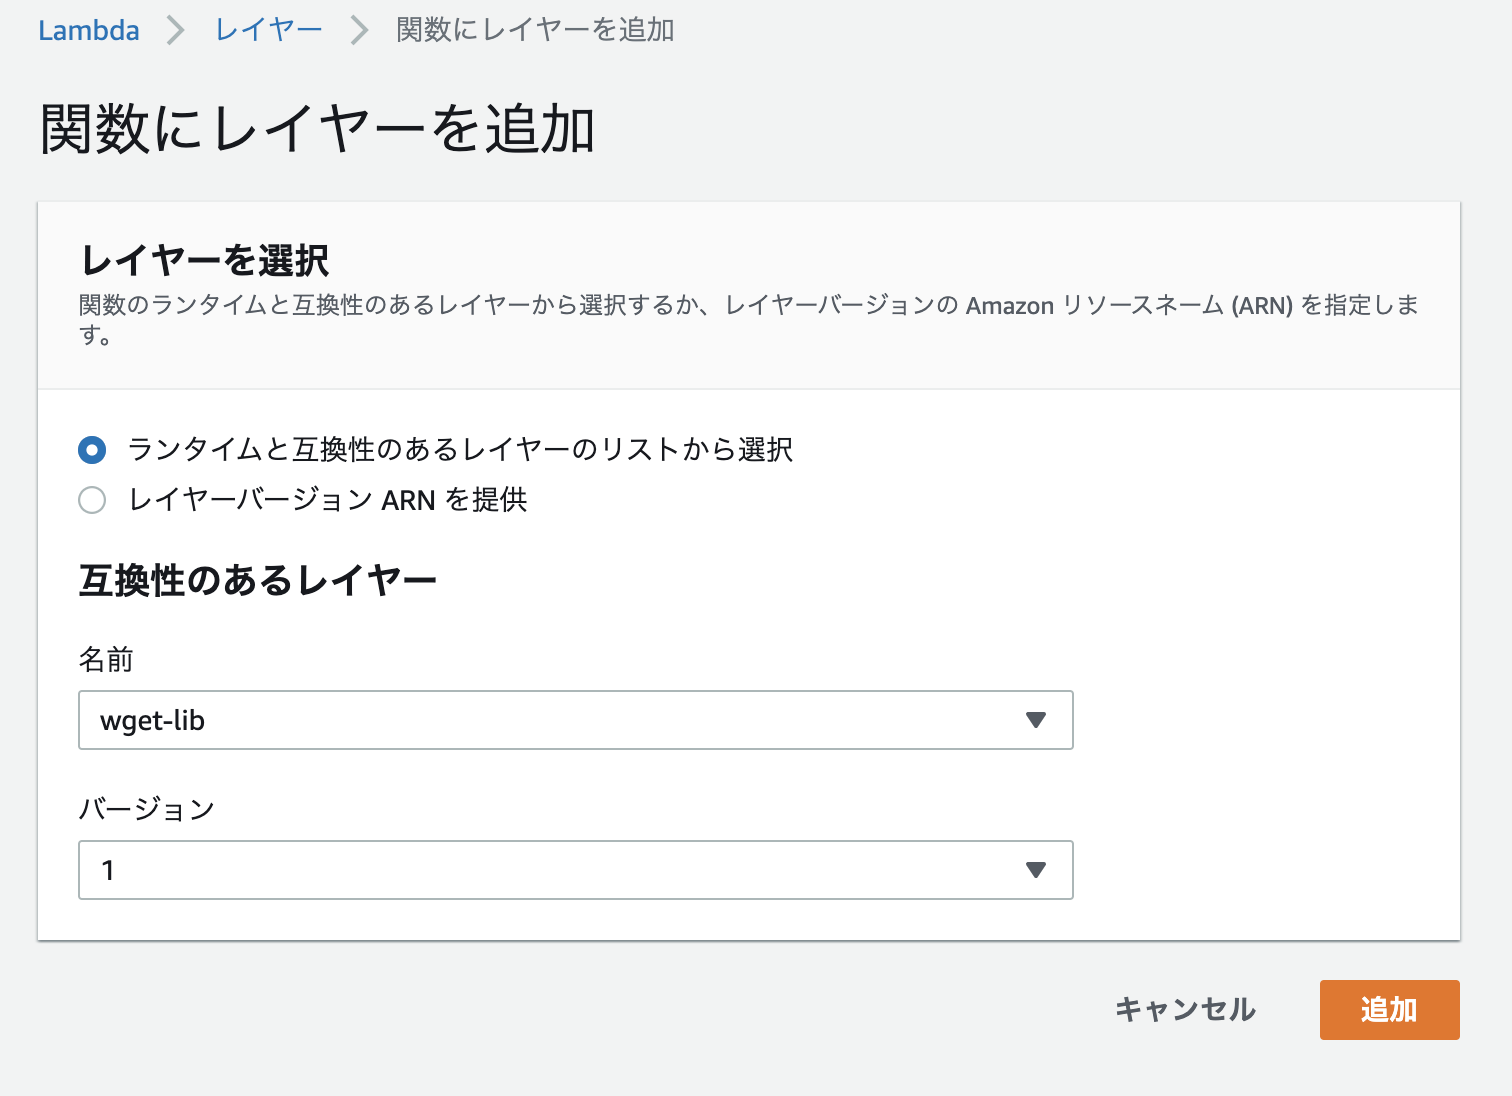 Lambda > レイヤー > 関数にレイヤーを追加
関数にレイヤーを追加
レイヤーを選択
関数のランタイムと互換性のあるレイヤーから選択するか、レイヤーバージョンの Amazon リソースネーム (ARN) を指定しま
す。
ランタイムと互換性のあるレイヤーのリストから選択
レイヤーバージョン ARN を提供
互換性のあるレイヤー
名前
wget-lib
バージョン
1
キャンセル 追加